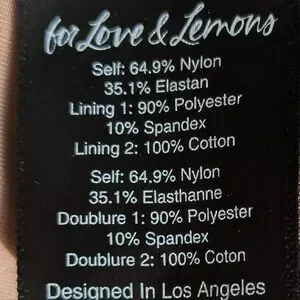 for Love & Lemons
Self: 64.9% Nylon
35.1% Elastan
Lining 1: 90% Polyester
10% Spandex
Lining 2: 100% Cotton
Self: 64.9% Nylon
35.1% Elasthanne
Doublure 1: 90% Polyester
10% Spandex
Doublure 2: 100% Coton
Designed In Los Angeles